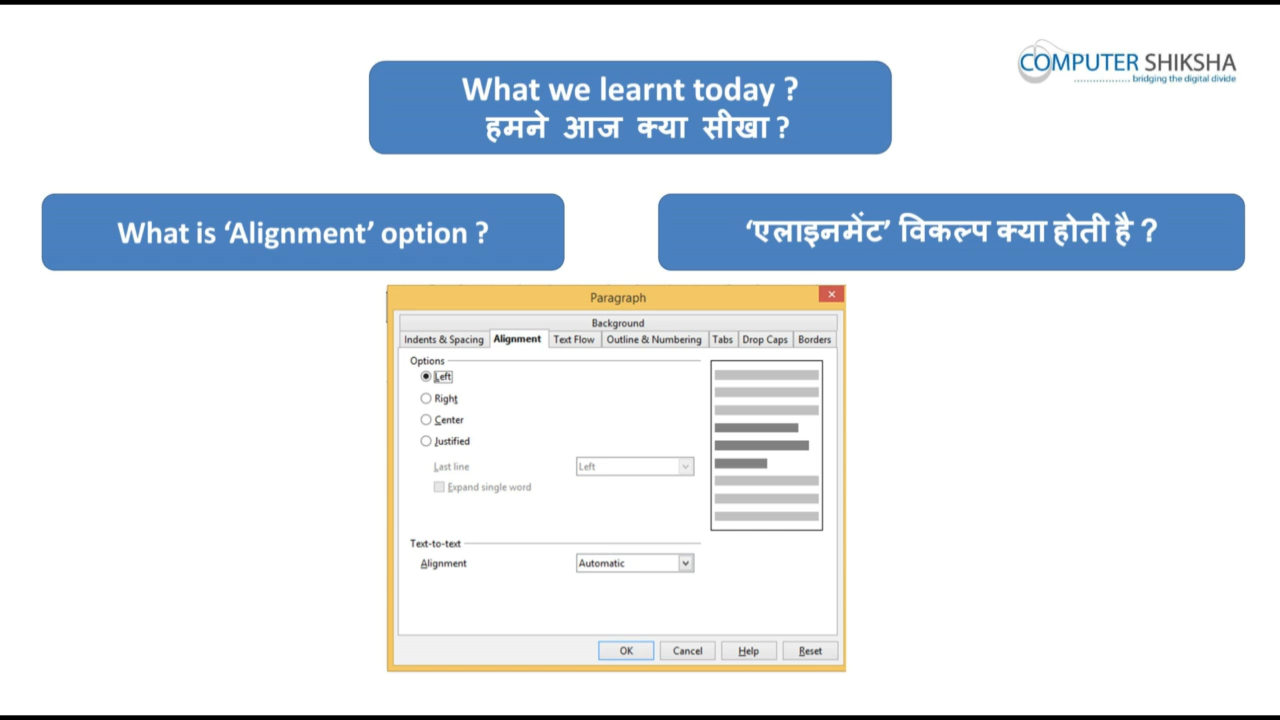 COMPUTER SHIKSHA
bridging the digital divide
What we learnt today ?
हमने आज क्या सीखा ?
What is ‘Alignment’ option ?
‘एलाइनमेंट’ विकल्प क्या होती है ?
Paragraph
Background
Indents & Spacing Alignment Text Flow Outline & Numbering Tabs Drop Caps Borders
Options
Left
Right
Center
Justified
Last line Left
Expand single word
Text-to-text
Alignment Automatic
OK Cancel Help Reset